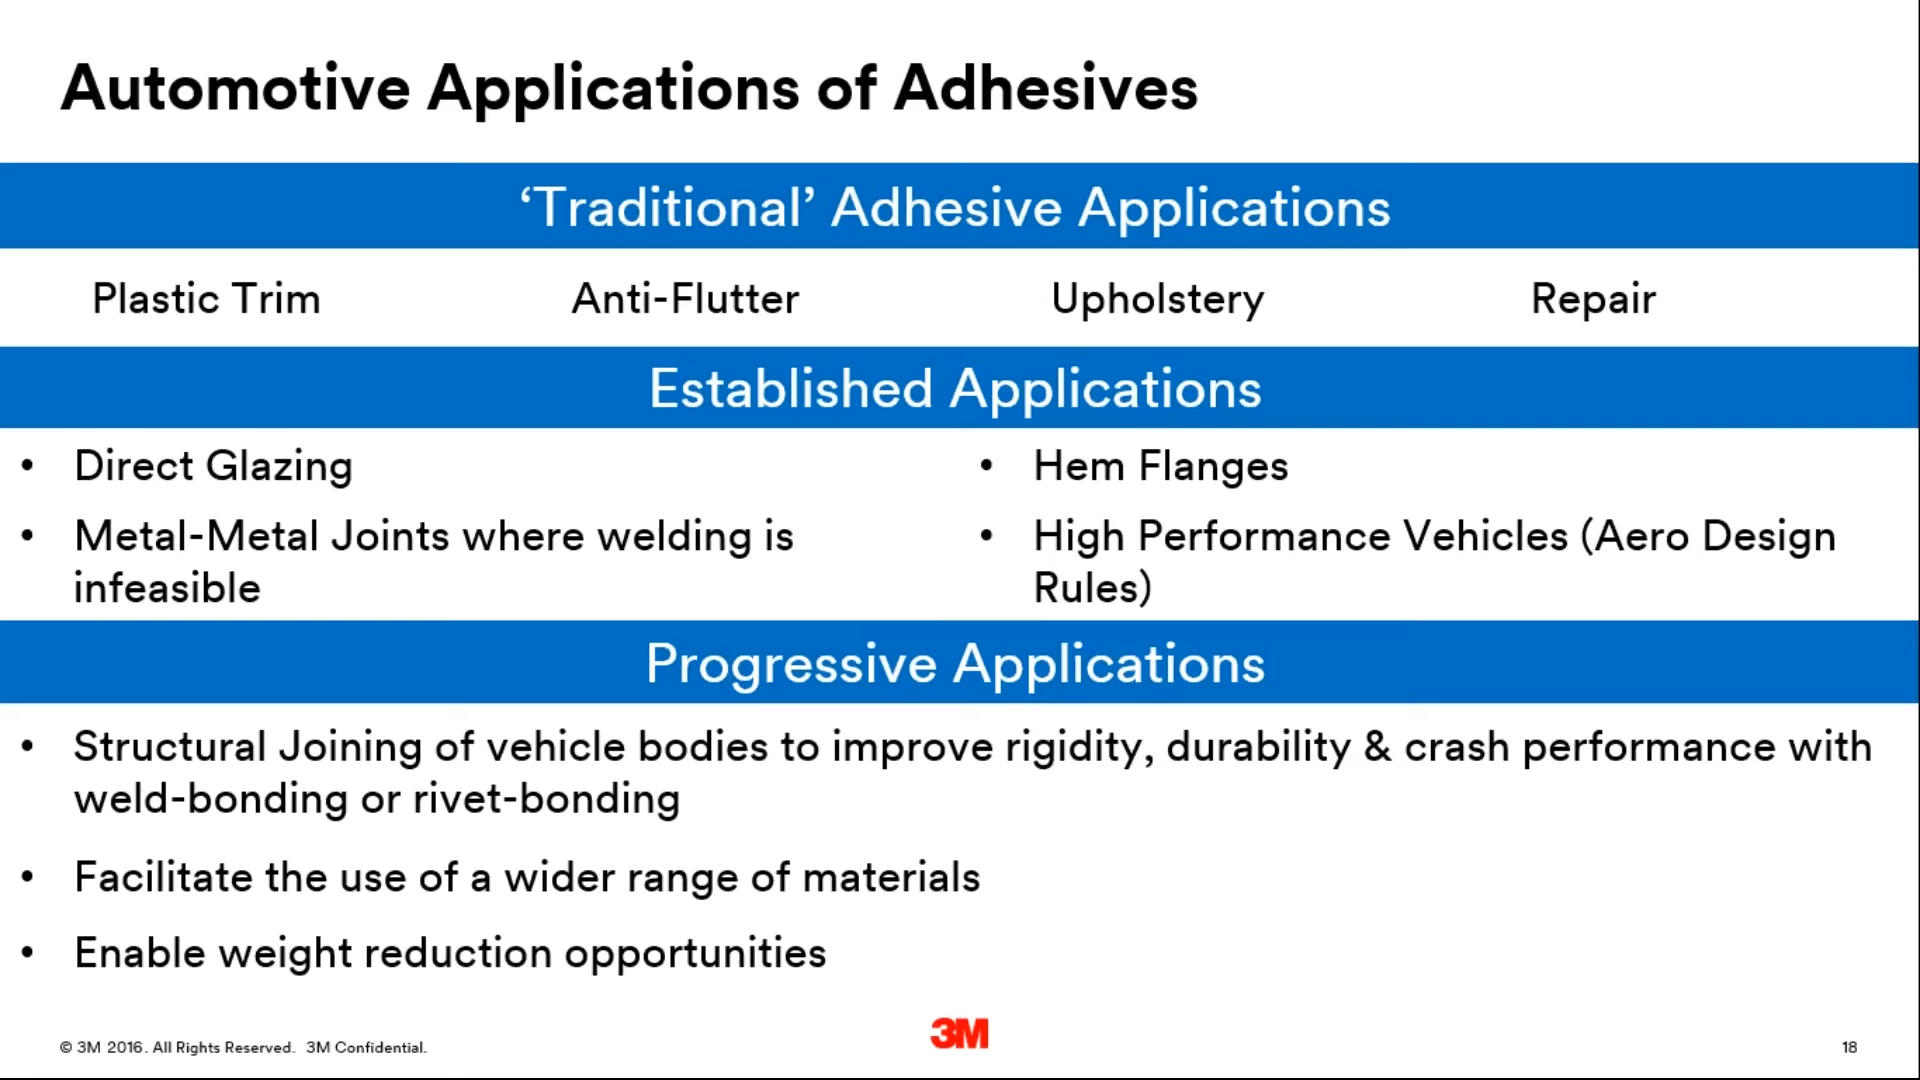 Automotive Applications of Adhesives
‘Traditional’ Adhesive Applications
Plastic Trim
Anti-Flutter
Upholstery
Repair
Established Applications
• Direct Glazing
• Metal-Metal Joints where welding is
infeasible
• Hem Flanges
• High Performance Vehicles (Aero Design
Rules)
Progressive Applications
• Structural Joining of vehicle bodies to improve rigidity, durability & crash performance with
weld-bonding or rivet-bonding
• Facilitate the use of a wider range of materials
• Enable weight reduction opportunities
© 3M 2016. All Rights Reserved. 3M Confidential.
3M
18